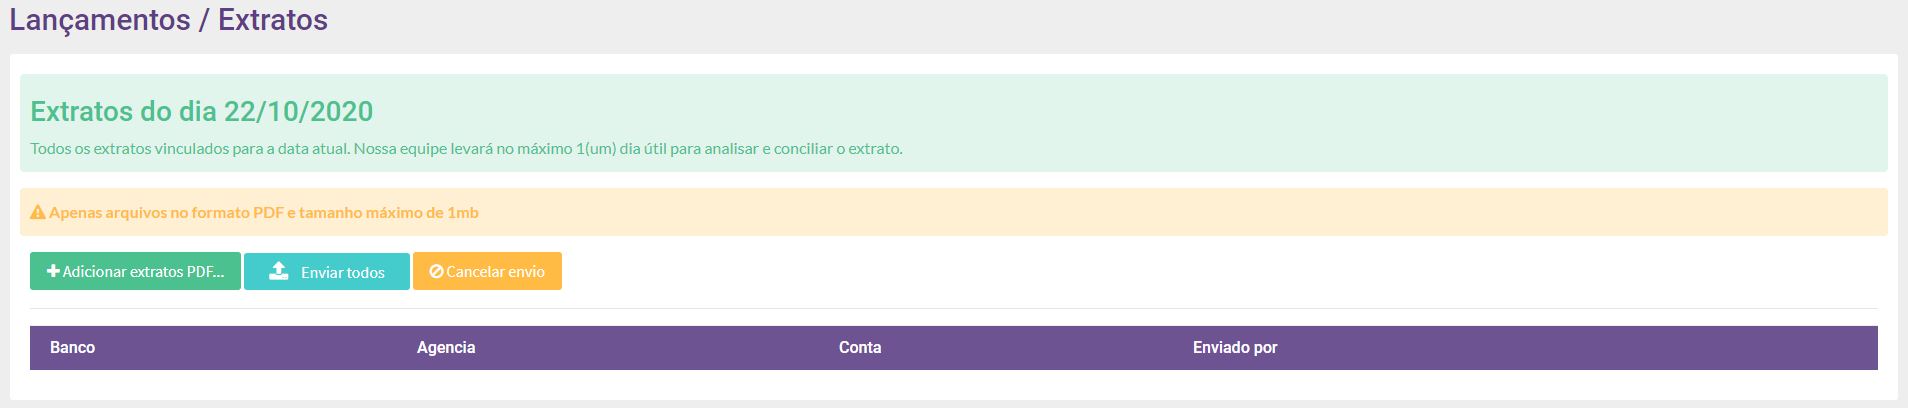 Lançamentos / Extratos
Extratos do dia 22/10/2020
Todos os extratos vinculados para a data atual. Nossa equipe levará no máximo 1(um) dia útil para analisar e conciliar o extrato.
Apenas arquivos no formato PDF e tamanho máximo de 1mb
Adicionar extratos PDF... Enviar todos Cancelar envio
Banco Agencia Conta Enviado por